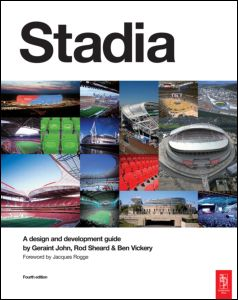 Stadia
A design and development guide
by Geraint John, Rod Sheard & Ben Vickery
Foreword by Jacques Rogge
Fourth edition